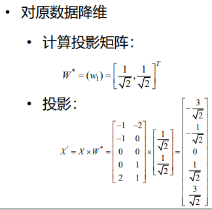 • 对原数据降维
• 计算投影矩阵:
W* = (w₁) = [1/√2, 1/√2]ᵀ
• 投影:
X' = X × W* = [-1 -2; -1 0; 0 0; 0 1; 2 1] × [1/√2; 1/√2] = [-3/√2; -1/√2; 0; 1/√2; 3/√2]